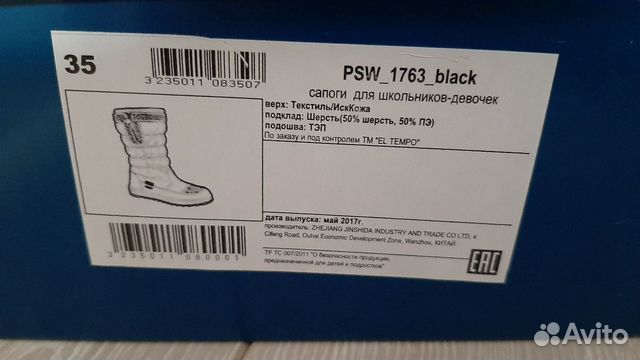 35
3 235011 083507
PSW_1763_black
сапоги для школьников-девочек
верх: Текстиль/ИскКожа
подклад: Шерсть(50% шерсть, 50% ПЭ)
подошва: ТЭП
По заказу и под контролем ТМ "EL TEMPO"
дата выпуска: май 2017г.
производитель: ZHEJIANG JINSHIDA INDUSTRY AND TRADE CO LTD, 4
Cifang Road, Ouhai Economic Development Zone, Wenzhou, КИТАЙ
3 235011 080001
ТР ТС 007/2011 "О безопасности продукции,
предназначенной для детей и подростков"
EAC
Avito